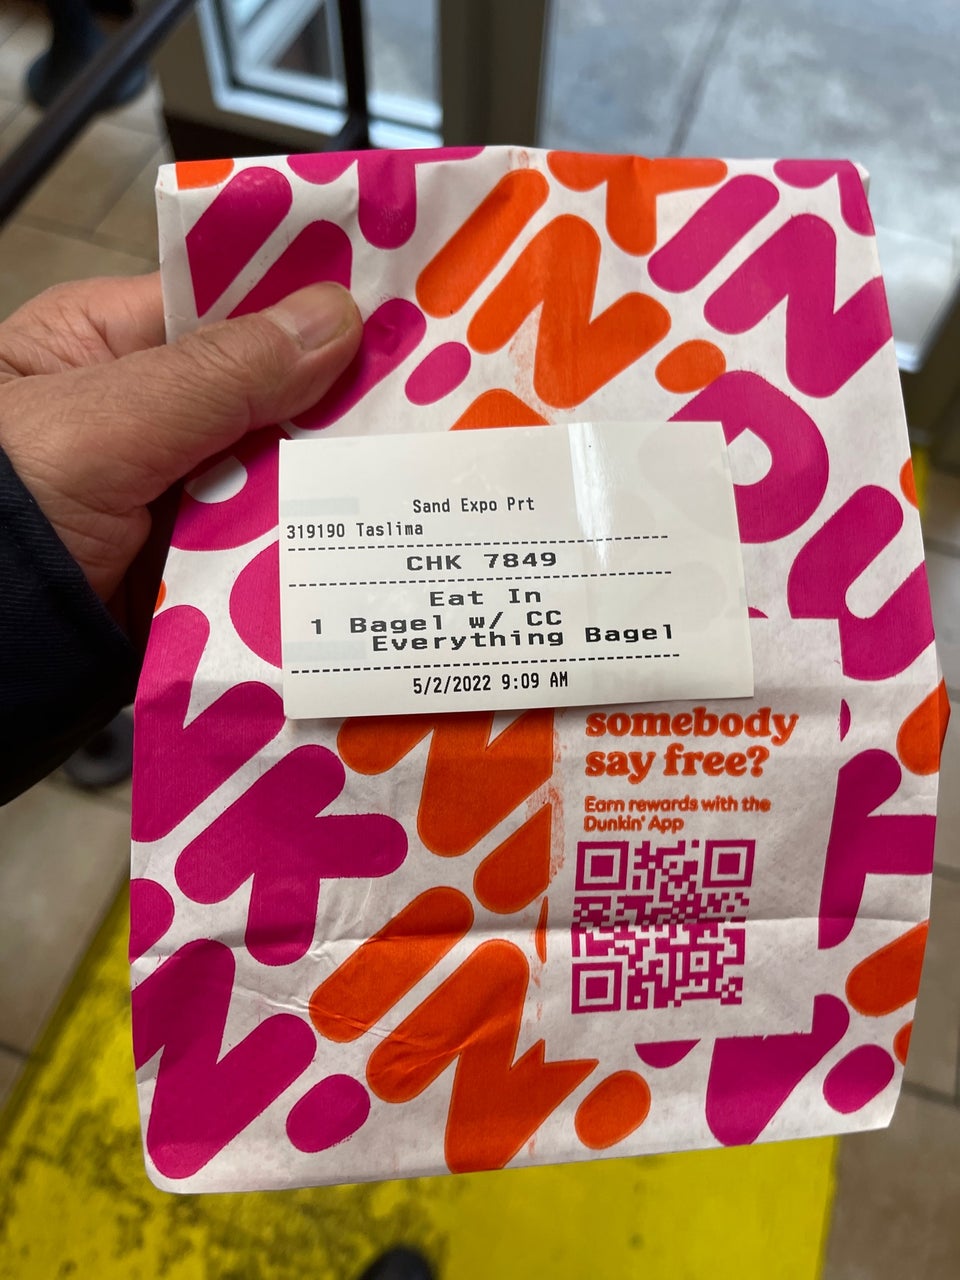 Sand Expo Prt
319190 Taslima
CHK 7849
Eat In
1 Bagel w/ CC
Everything Bagel
5/2/2022 9:09 AM
somebody
say free?
Earn rewards with the
Dunkin' App